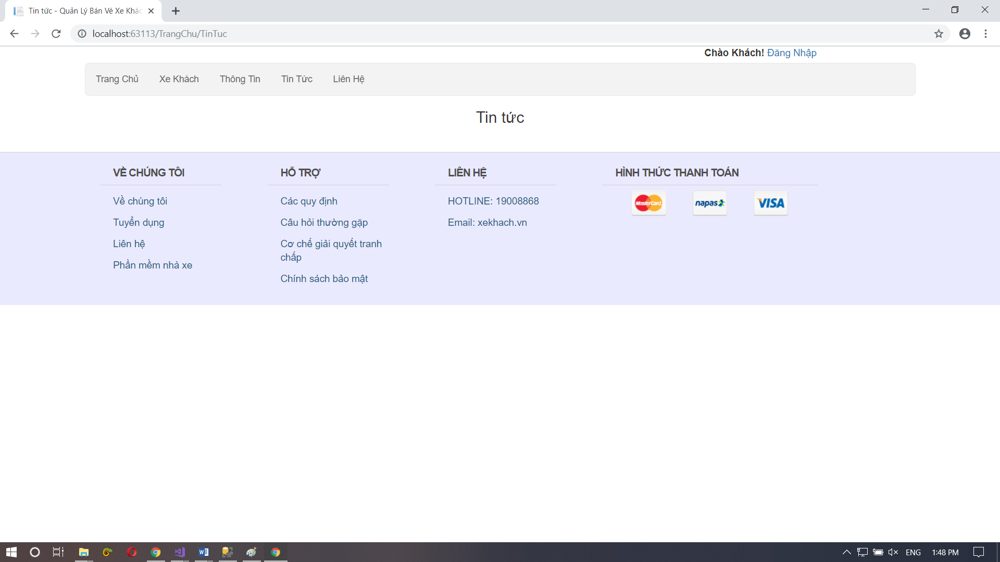 Tin tức - Quản Lý Bán Vé Xe Khác
localhost:63113/TrangChu/TinTuc
Chào Khách! Đăng Nhập
Trang Chủ Xe Khách Thông Tin Tin Tức Liên Hệ
Tin tức
VỀ CHÚNG TÔI
Về chúng tôi
Tuyển dụng
Liên hệ
Phần mềm nhà xe
HỖ TRỢ
Các quy định
Câu hỏi thường gặp
Cơ chế giải quyết tranh
chấp
Chính sách bảo mật
LIÊN HỆ
HOTLINE: 19008868
Email: xekhach.vn
HÌNH THỨC THANH TOÁN
MasterCard napas VISA
ENG 1:48 PM